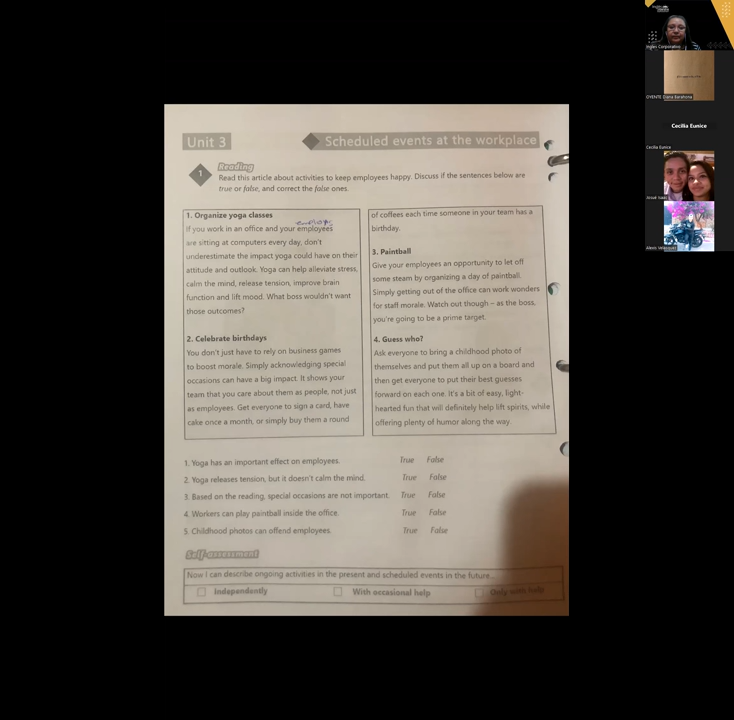 Unit 3
Scheduled events at the workplace
1
Reading
Read this article about activities to keep employees happy. Discuss if the sentences below are
true or false, and correct the false ones.
1. Organize yoga classes
If you work in an office and your employees
are sitting at computers every day, don't
underestimate the impact yoga could have on their
attitude and outlook. Yoga can help alleviate stress,
calm the mind, release tension, improve brain
function and lift mood. What boss wouldn't want
those outcomes?
2. Celebrate birthdays
You don't just have to rely on business games
to boost morale. Simply acknowledging special
occasions can have a big impact. It shows your
team that you care about them as people, not just
as employees. Get everyone to sign a card, have
cake once a month, or simply buy them a round
of coffees each time someone in your team has a
birthday.
3. Paintball
Give your employees an opportunity to let off
some steam by organizing a day of paintball.
Simply getting out of the office can work wonders
for staff morale. Watch out though – as the boss,
you're going to be a prime target.
4. Guess who?
Ask everyone to bring a childhood photo of
themselves and put them all up on a board and
then get everyone to put their best guesses
forward on each one. It's a bit of easy, light-
hearted fun that will definitely help lift spirits, while
offering plenty of humor along the way.
1. Yoga has an important effect on employees. True False
2. Yoga releases tension, but it doesn't calm the mind. True False
3. Based on the reading, special occasions are not important. True False
4. Workers can play paintball inside the office. True False
5. Childhood photos can offend employees. True False
Self-assessment
Now I can describe ongoing activities in the present and scheduled events in the future.
Independently
With occasional help
Only with help
Inglés Corporativo
OYENTE Diana Barahona
Cecilia Eunice
Cecilia Eunice
Alexis Velasquez